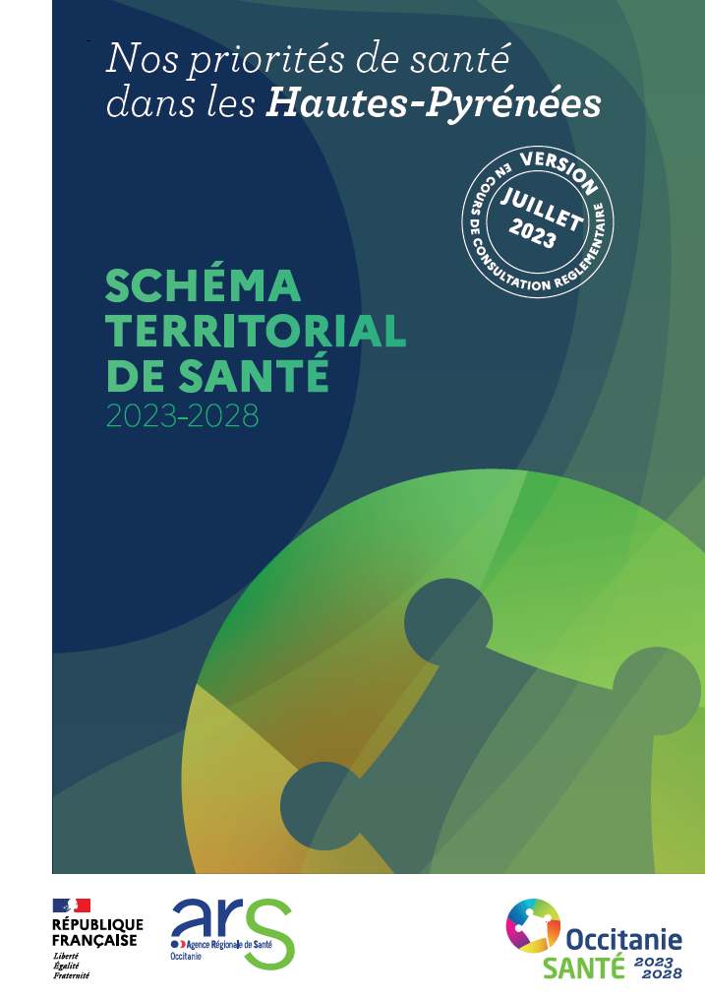 Nos priorités de santé
dans les Hautes-Pyrénées
VERSION
EN COURS DE CONSULTATION REGLEMENTAIRE
JUILLET
2023
SCHÉMA
TERRITORIAL
DE SANTÉ
2023-2028
RÉPUBLIQUE
FRANÇAISE
Liberté
Égalité
Fraternité
ars
Agence Régionale de Santé
Occitanie
Occitanie
SANTÉ 2023
2028